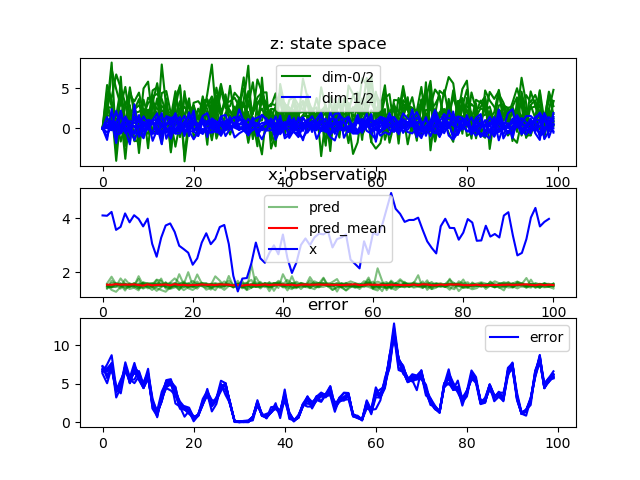 z: state space
5
0
dim-0/2
dim-1/2
0 20 40 60 80 100
x: observation
4
2
pred
pred_mean
x
0 20 40 60 80 100
error
10
5
0
error
0 20 40 60 80 100